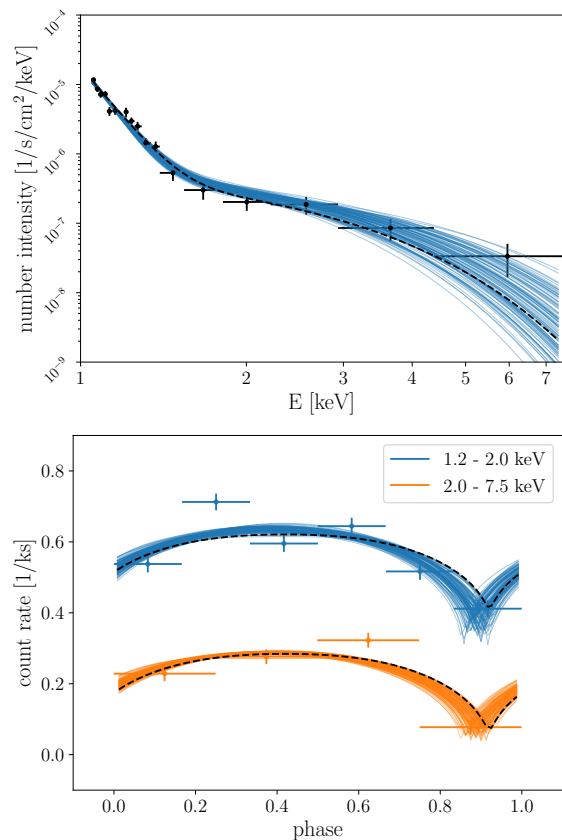 number intensity [1/s/cm²/keV]
10⁻⁴
10⁻⁵
10⁻⁶
10⁻⁷
10⁻⁸
10⁻⁹
1 2 3 4 5 6 7
E [keV]
count rate [1/ks]
0.8
0.6
0.4
0.2
0.0
1.2 - 2.0 keV
2.0 - 7.5 keV
0.0 0.2 0.4 0.6 0.8 1.0
phase